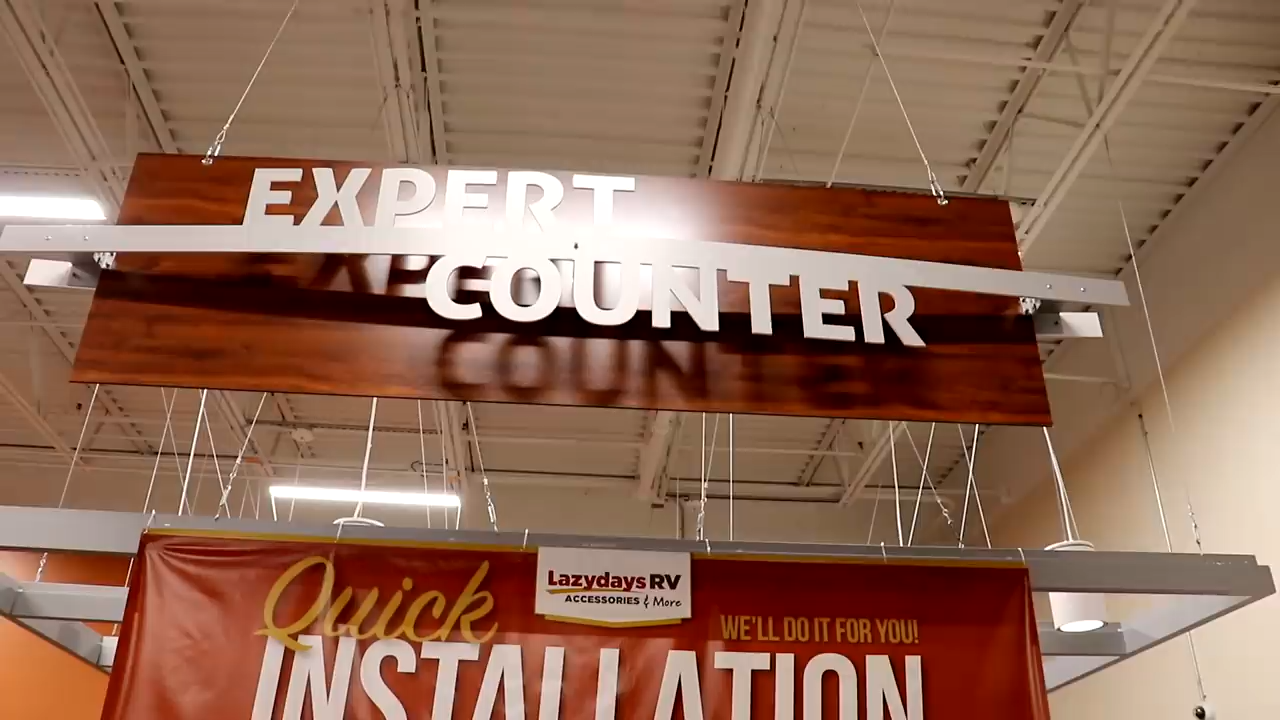 EXPERT
COUNTER
Quick
Lazydays RV
ACCESSORIES & More
WE'LL DO IT FOR YOU!
INSTALLATION